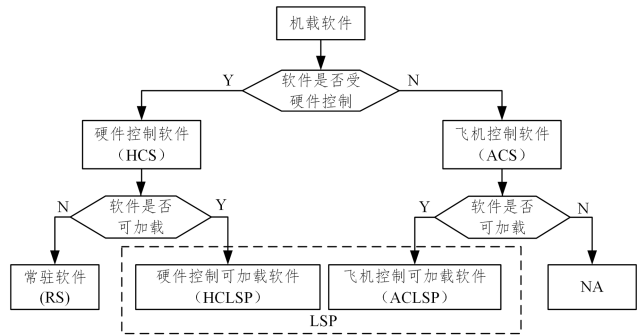 机载软件
软件是否受
硬件控制
Y
N
硬件控制软件
（HCS）
飞机控制软件
（ACS）
软件是否
可加载
N
Y
软件是否
可加载
Y
N
常驻软件
(RS)
硬件控制可加载软件
（HCLSP）
飞机控制可加载软件
（ACLSP）
NA
LSP